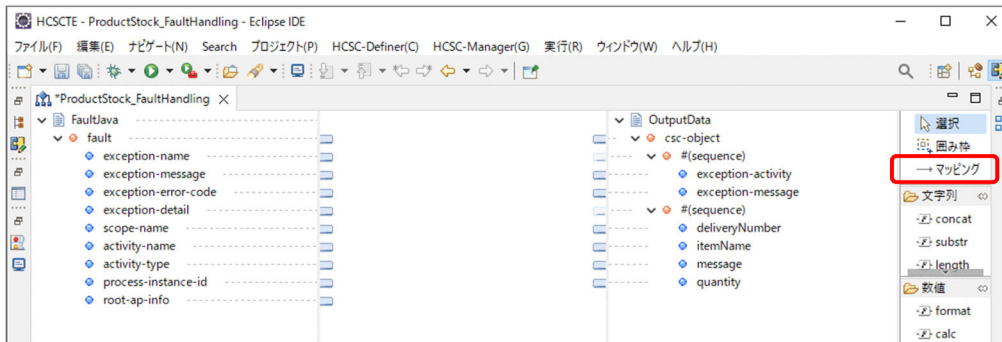 HCSCTE - ProductStock_FaultHandling - Eclipse IDE
ファイル(F) 編集(E) ナビゲート(N) Search プロジェクト(P) HCSC-Definer(C) HCSC-Manager(G) 実行(R) ウィンドウ(W) ヘルプ(H)
*ProductStock_FaultHandling
FaultJava
fault
exception-name
exception-message
exception-error-code
exception-detail
scope-name
activity-name
activity-type
process-instance-id
root-ap-info
OutputData
csc-object
#(sequence)
exception-activity
exception-message
#(sequence)
deliveryNumber
itemName
message
quantity
選択
囲み枠
マッピング
文字列
concat
substr
length
数値
format
calc